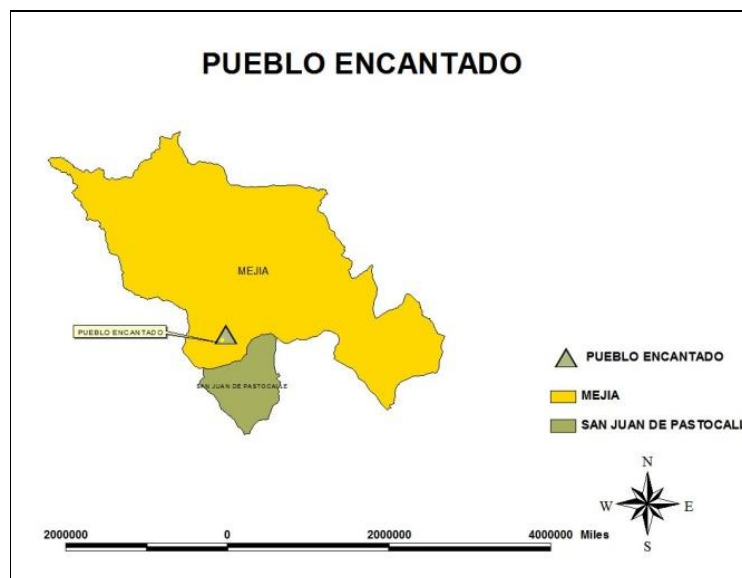 PUEBLO ENCANTADO
MEJIA
PUEBLO ENCANTADO
SAN JUAN DE PASTOCALLE
PUEBLO ENCANTADO
MEJIA
SAN JUAN DE PASTOCALL
N
W E
S
2000000 0 2000000 4000000 Miles